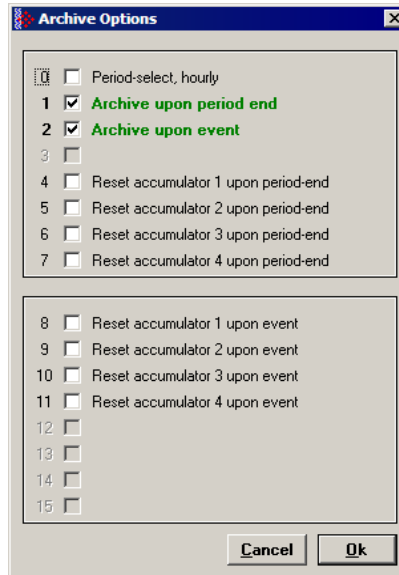 Archive Options
0 Period-select, hourly
1 Archive upon period end
2 Archive upon event
3
4 Reset accumulator 1 upon period-end
5 Reset accumulator 2 upon period-end
6 Reset accumulator 3 upon period-end
7 Reset accumulator 4 upon period-end
8 Reset accumulator 1 upon event
9 Reset accumulator 2 upon event
10 Reset accumulator 3 upon event
11 Reset accumulator 4 upon event
12
13
14
15
Cancel Ok